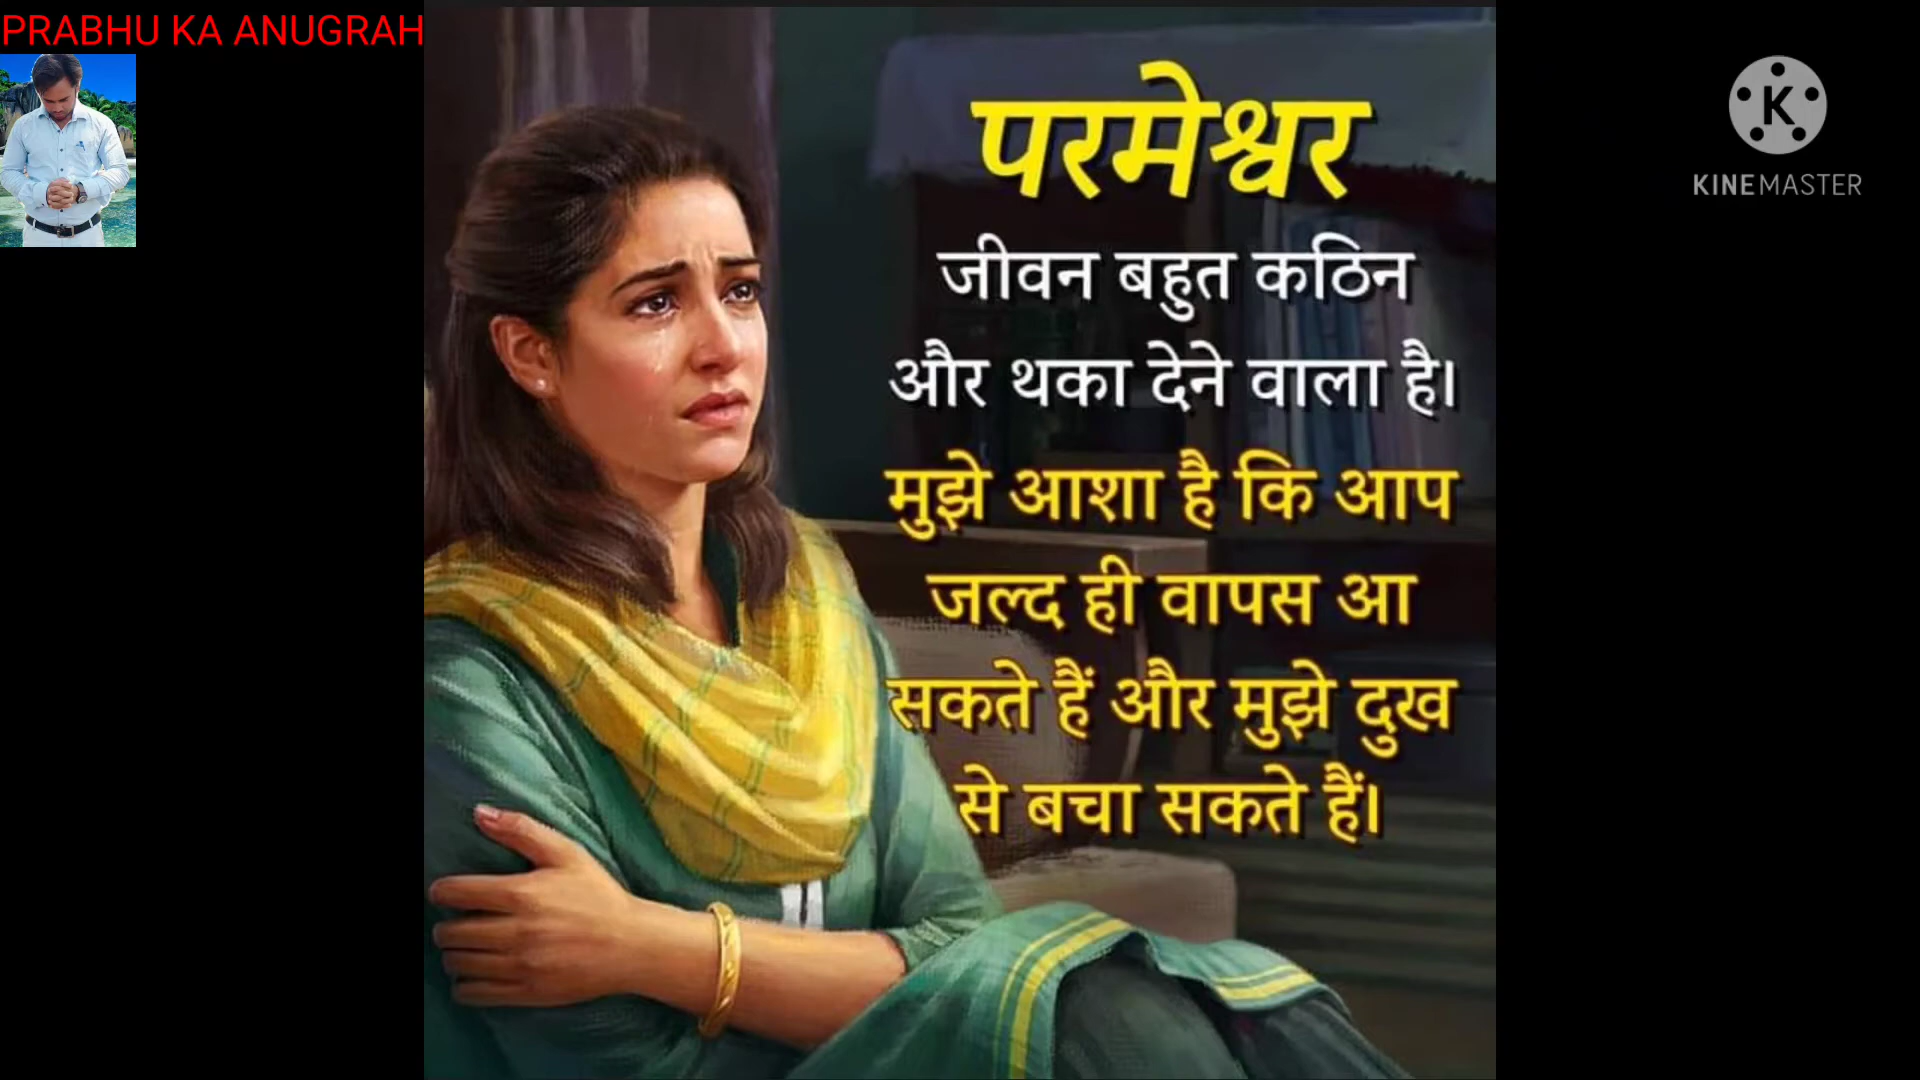 PRABHU KA ANUGRAH
परमेश्वर
जीवन बहुत कठिन
और थका देने वाला है।
मुझे आशा है कि आप
जल्द ही वापस आ
सकते हैं और मुझे दुख
से बचा सकते हैं।
K
KINEMASTER